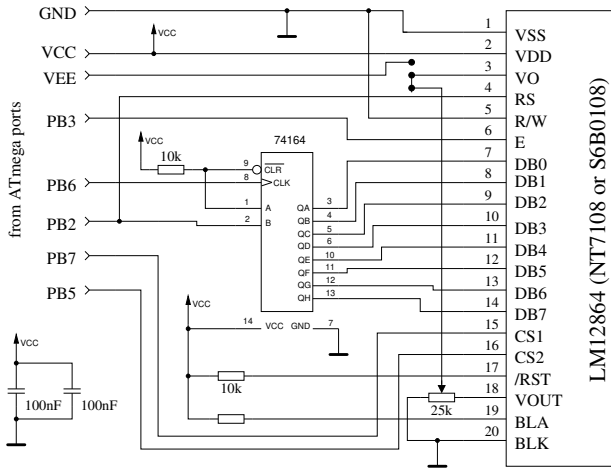 GND
VCC
VEE
PB3
PB6
PB2
PB7
PB5
from ATmega ports
VCC
VCC
10k
74164
9 CLR
8 CLK
1 A
2 B
QA 3
QB 4
QC 5
QD 6
QE 10
QF 11
QG 12
QH 13
14 VCC GND 7
VCC
10k
25k
VCC
100nF 100nF
1 VSS
2 VDD
3 VO
4 RS
5 R/W
6 E
7 DB0
8 DB1
9 DB2
10 DB3
11 DB4
12 DB5
13 DB6
14 DB7
15 CS1
16 CS2
17 /RST
18 VOUT
19 BLA
20 BLK
LM12864 (NT7108 or S6B0108)